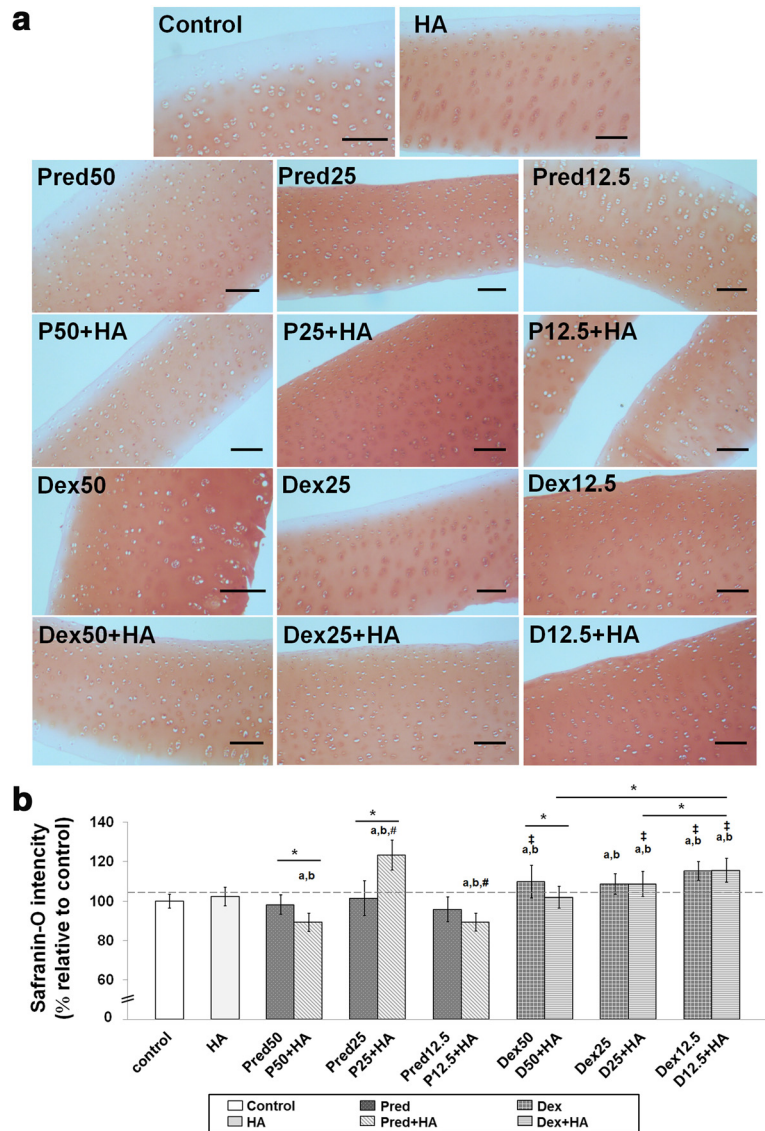 a
Control
HA
Pred50
Pred25
Pred12.5
P50+HA
P25+HA
P12.5+HA
Dex50
Dex25
Dex12.5
Dex50+HA
Dex25+HA
D12.5+HA
b
Safranin-O intencity
(% relative to control)
140
120
100
80
60
0
*
a,b
*
a,b,#
a,b,#
*
‡
a,b
*
a,b
‡
a,b
*
‡
a,b
‡
a,b
control
HA
Pred50
P50+HA
Pred25
P25+HA
Pred12.5
P12.5+HA
Dex50
D50+HA
Dex25
D25+HA
Dex12.5
D12.5+HA
Control
Pred
Dex
HA
Pred+HA
Dex+HA